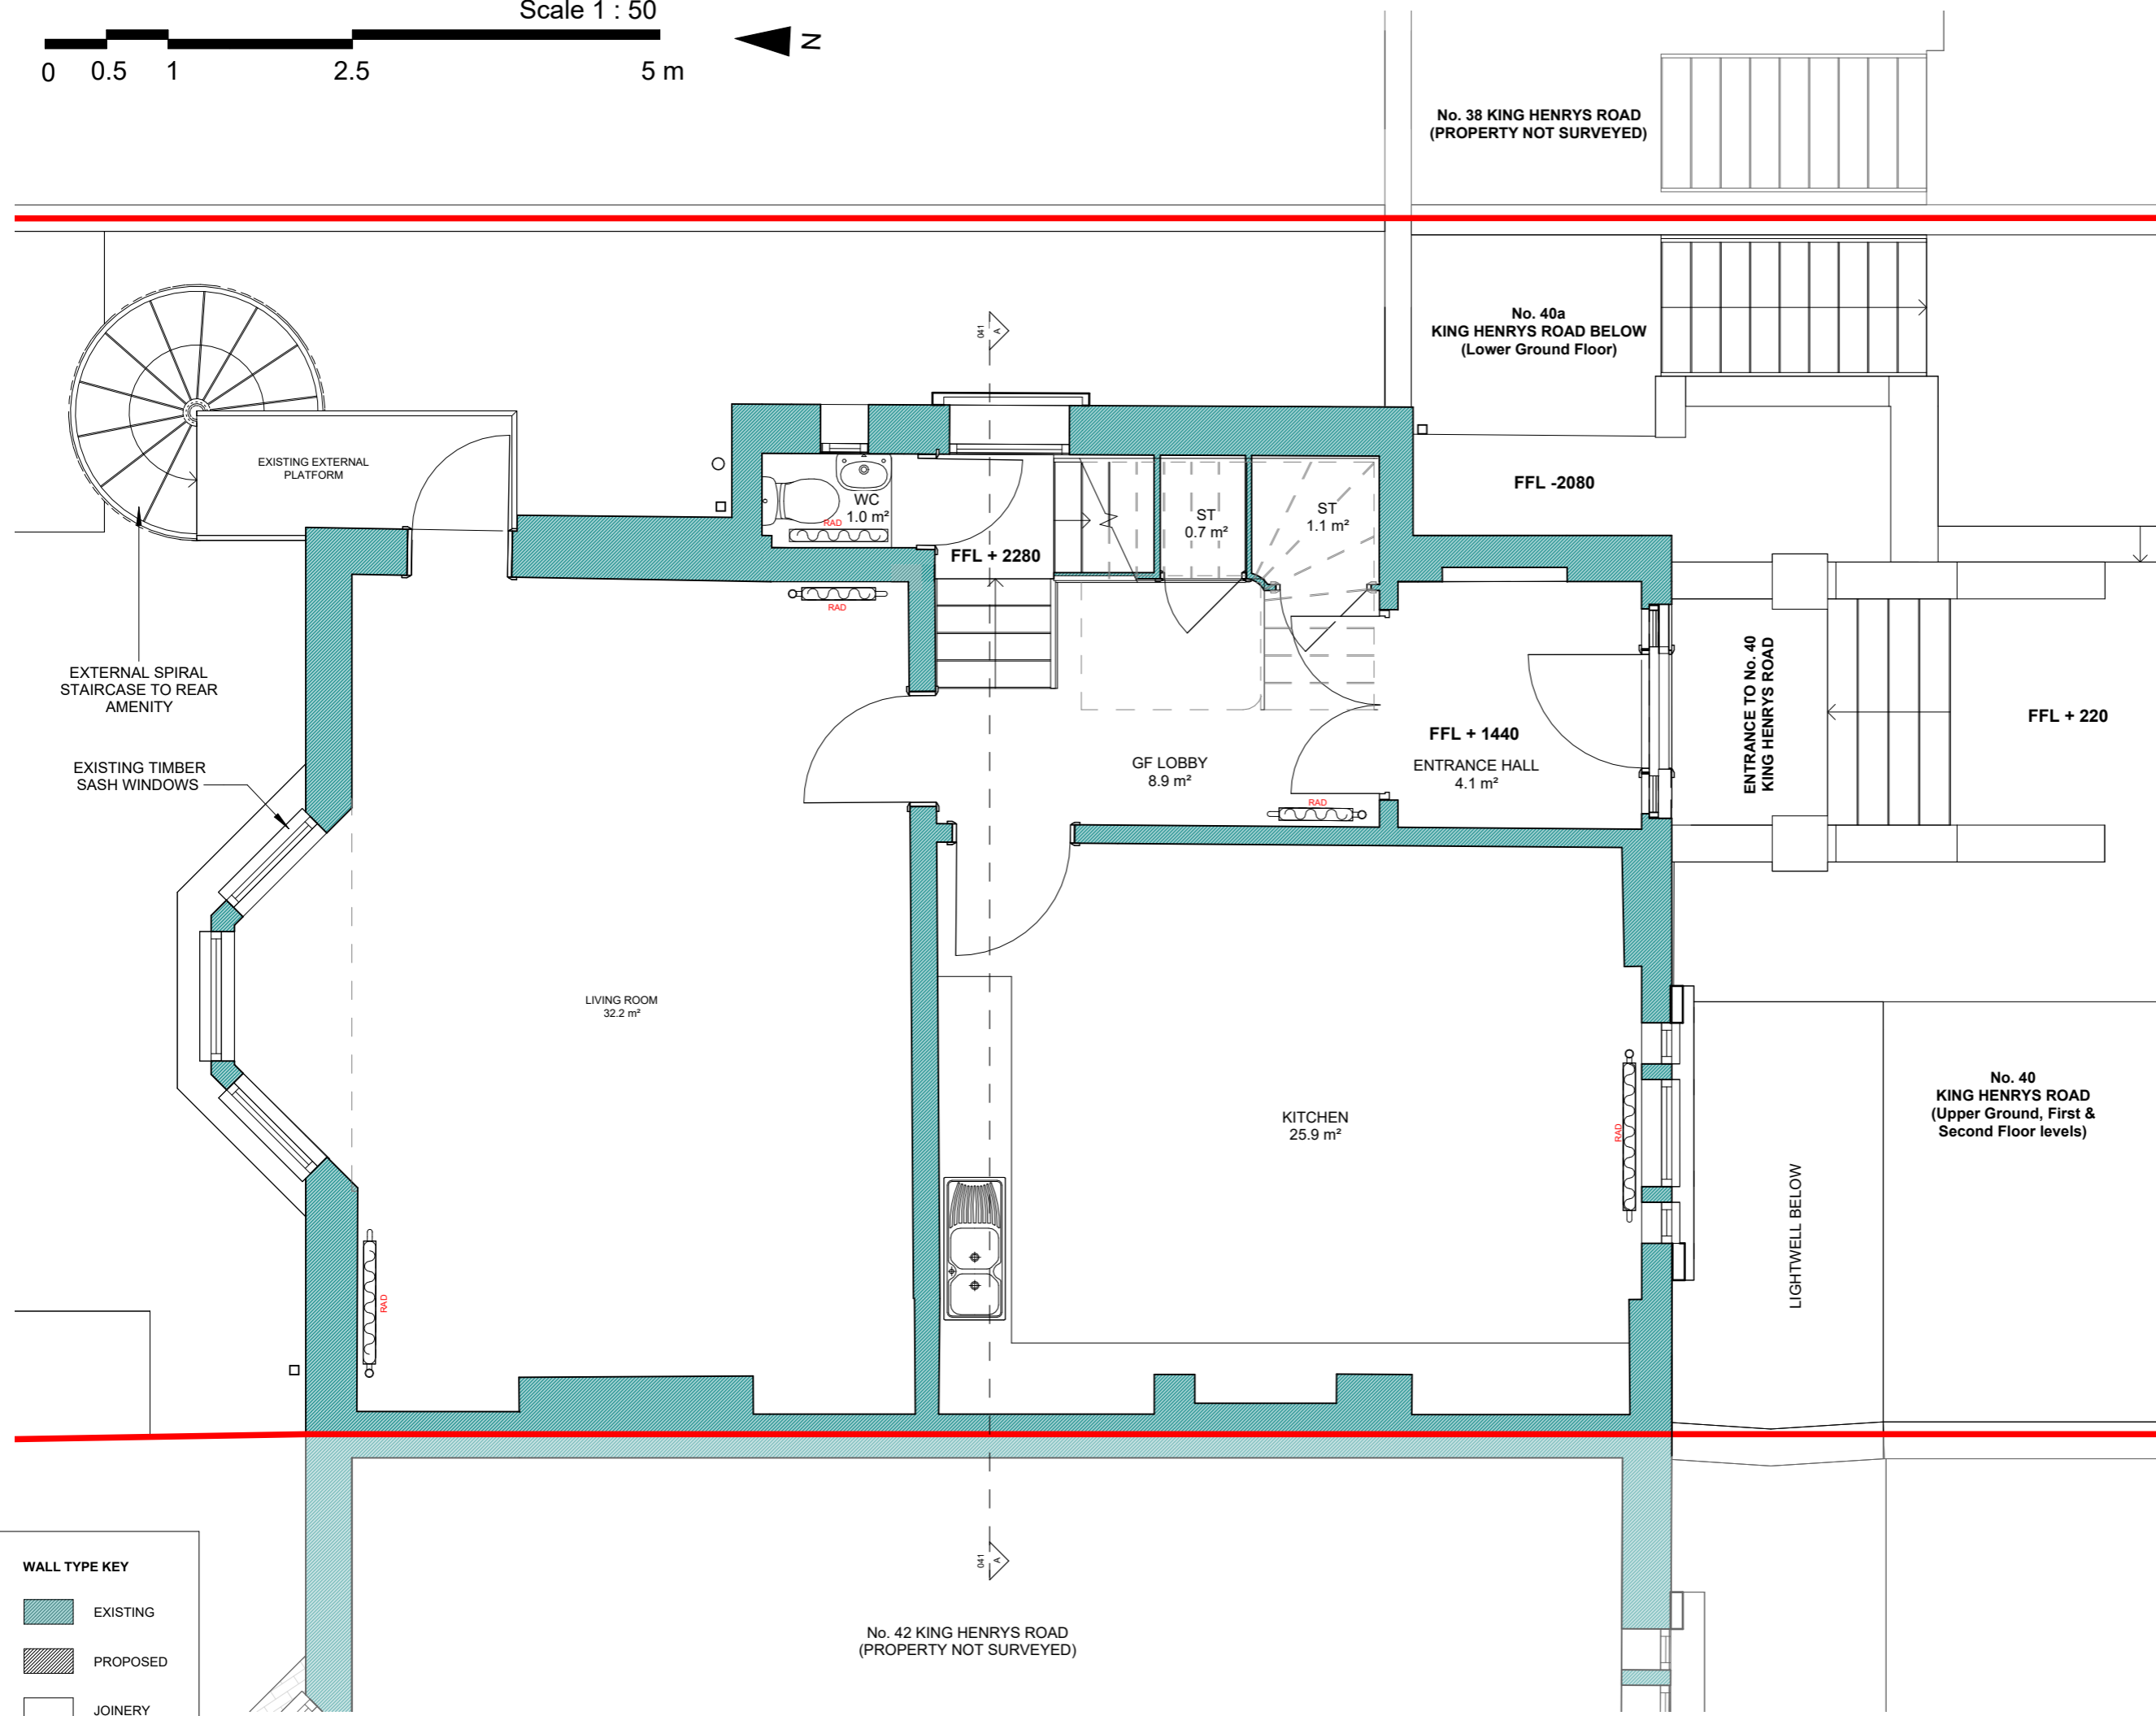 Scale 1 : 50
0 0.5 1 2.5 5 m
N
No. 38 KING HENRYS ROAD
(PROPERTY NOT SURVEYED)
No. 40a
KING HENRYS ROAD BELOW
(Lower Ground Floor)
041
A
EXISTING EXTERNAL
PLATFORM
WC
1.0 m²
RAD
FFL + 2280
ST
0.7 m²
ST
1.1 m²
FFL -2080
RAD
EXTERNAL SPIRAL
STAIRCASE TO REAR
AMENITY
EXISTING TIMBER
SASH WINDOWS
GF LOBBY
8.9 m²
RAD
FFL + 1440
ENTRANCE HALL
4.1 m²
ENTRANCE TO No. 40
KING HENRYS ROAD
FFL + 220
LIVING ROOM
32.2 m²
KITCHEN
25.9 m²
RAD
No. 40
KING HENRYS ROAD
(Upper Ground, First &
Second Floor levels)
LIGHTWELL BELOW
RAD
041
A
No. 42 KING HENRYS ROAD
(PROPERTY NOT SURVEYED)
WALL TYPE KEY
EXISTING
PROPOSED
JOINERY